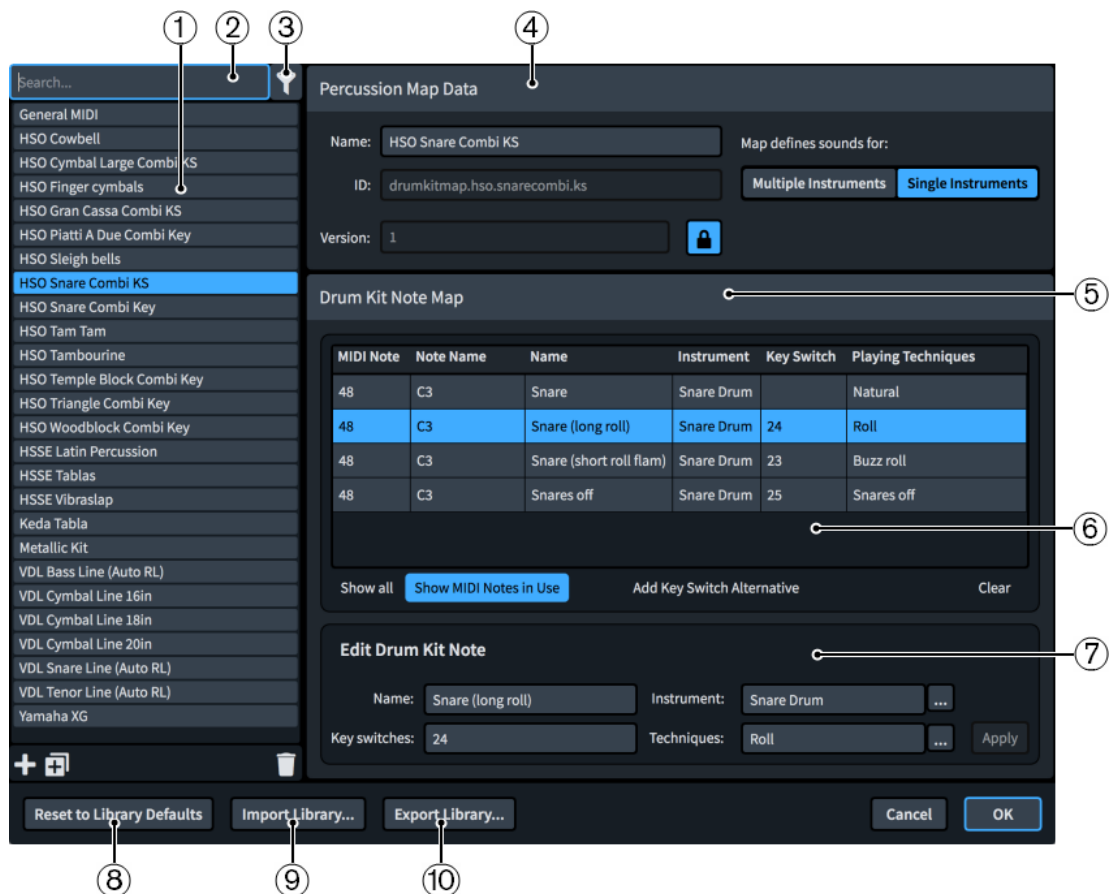 ① ② ③ ④
Search...
General MIDI
HSO Cowbell
HSO Cymbal Large Combi KS
HSO Finger cymbals
HSO Gran Cassa Combi KS
HSO Piatti A Due Combi Key
HSO Sleigh bells
HSO Snare Combi KS
HSO Snare Combi Key
HSO Tam Tam
HSO Tambourine
HSO Temple Block Combi Key
HSO Triangle Combi Key
HSO Woodblock Combi Key
HSSE Latin Percussion
HSSE Tablas
HSSE Vibraslap
Keda Tabla
Metallic Kit
VDL Bass Line (Auto RL)
VDL Cymbal Line 16in
VDL Cymbal Line 18in
VDL Cymbal Line 20in
VDL Snare Line (Auto RL)
VDL Tenor Line (Auto RL)
Yamaha XG
Percussion Map Data
Name: HSO Snare Combi KS
Map defines sounds for:
ID: drumkitmap.hso.snarecombi.ks
Multiple Instruments Single Instruments
Version: 1
Drum Kit Note Map
⑤
MIDI Note Note Name Name Instrument Key Switch Playing Techniques
48 C3 Snare Snare Drum Natural
48 C3 Snare (long roll) Snare Drum 24 Roll
48 C3 Snare (short roll flam) Snare Drum 23 Buzz roll
48 C3 Snares off Snare Drum 25 Snares off
⑥
Show all Show MIDI Notes in Use Add Key Switch Alternative Clear
Edit Drum Kit Note
⑦
Name: Snare (long roll) Instrument: Snare Drum ...
Key switches: 24 Techniques: Roll ... Apply
Reset to Library Defaults Import Library... Export Library... Cancel OK
⑧ ⑨ ⑩